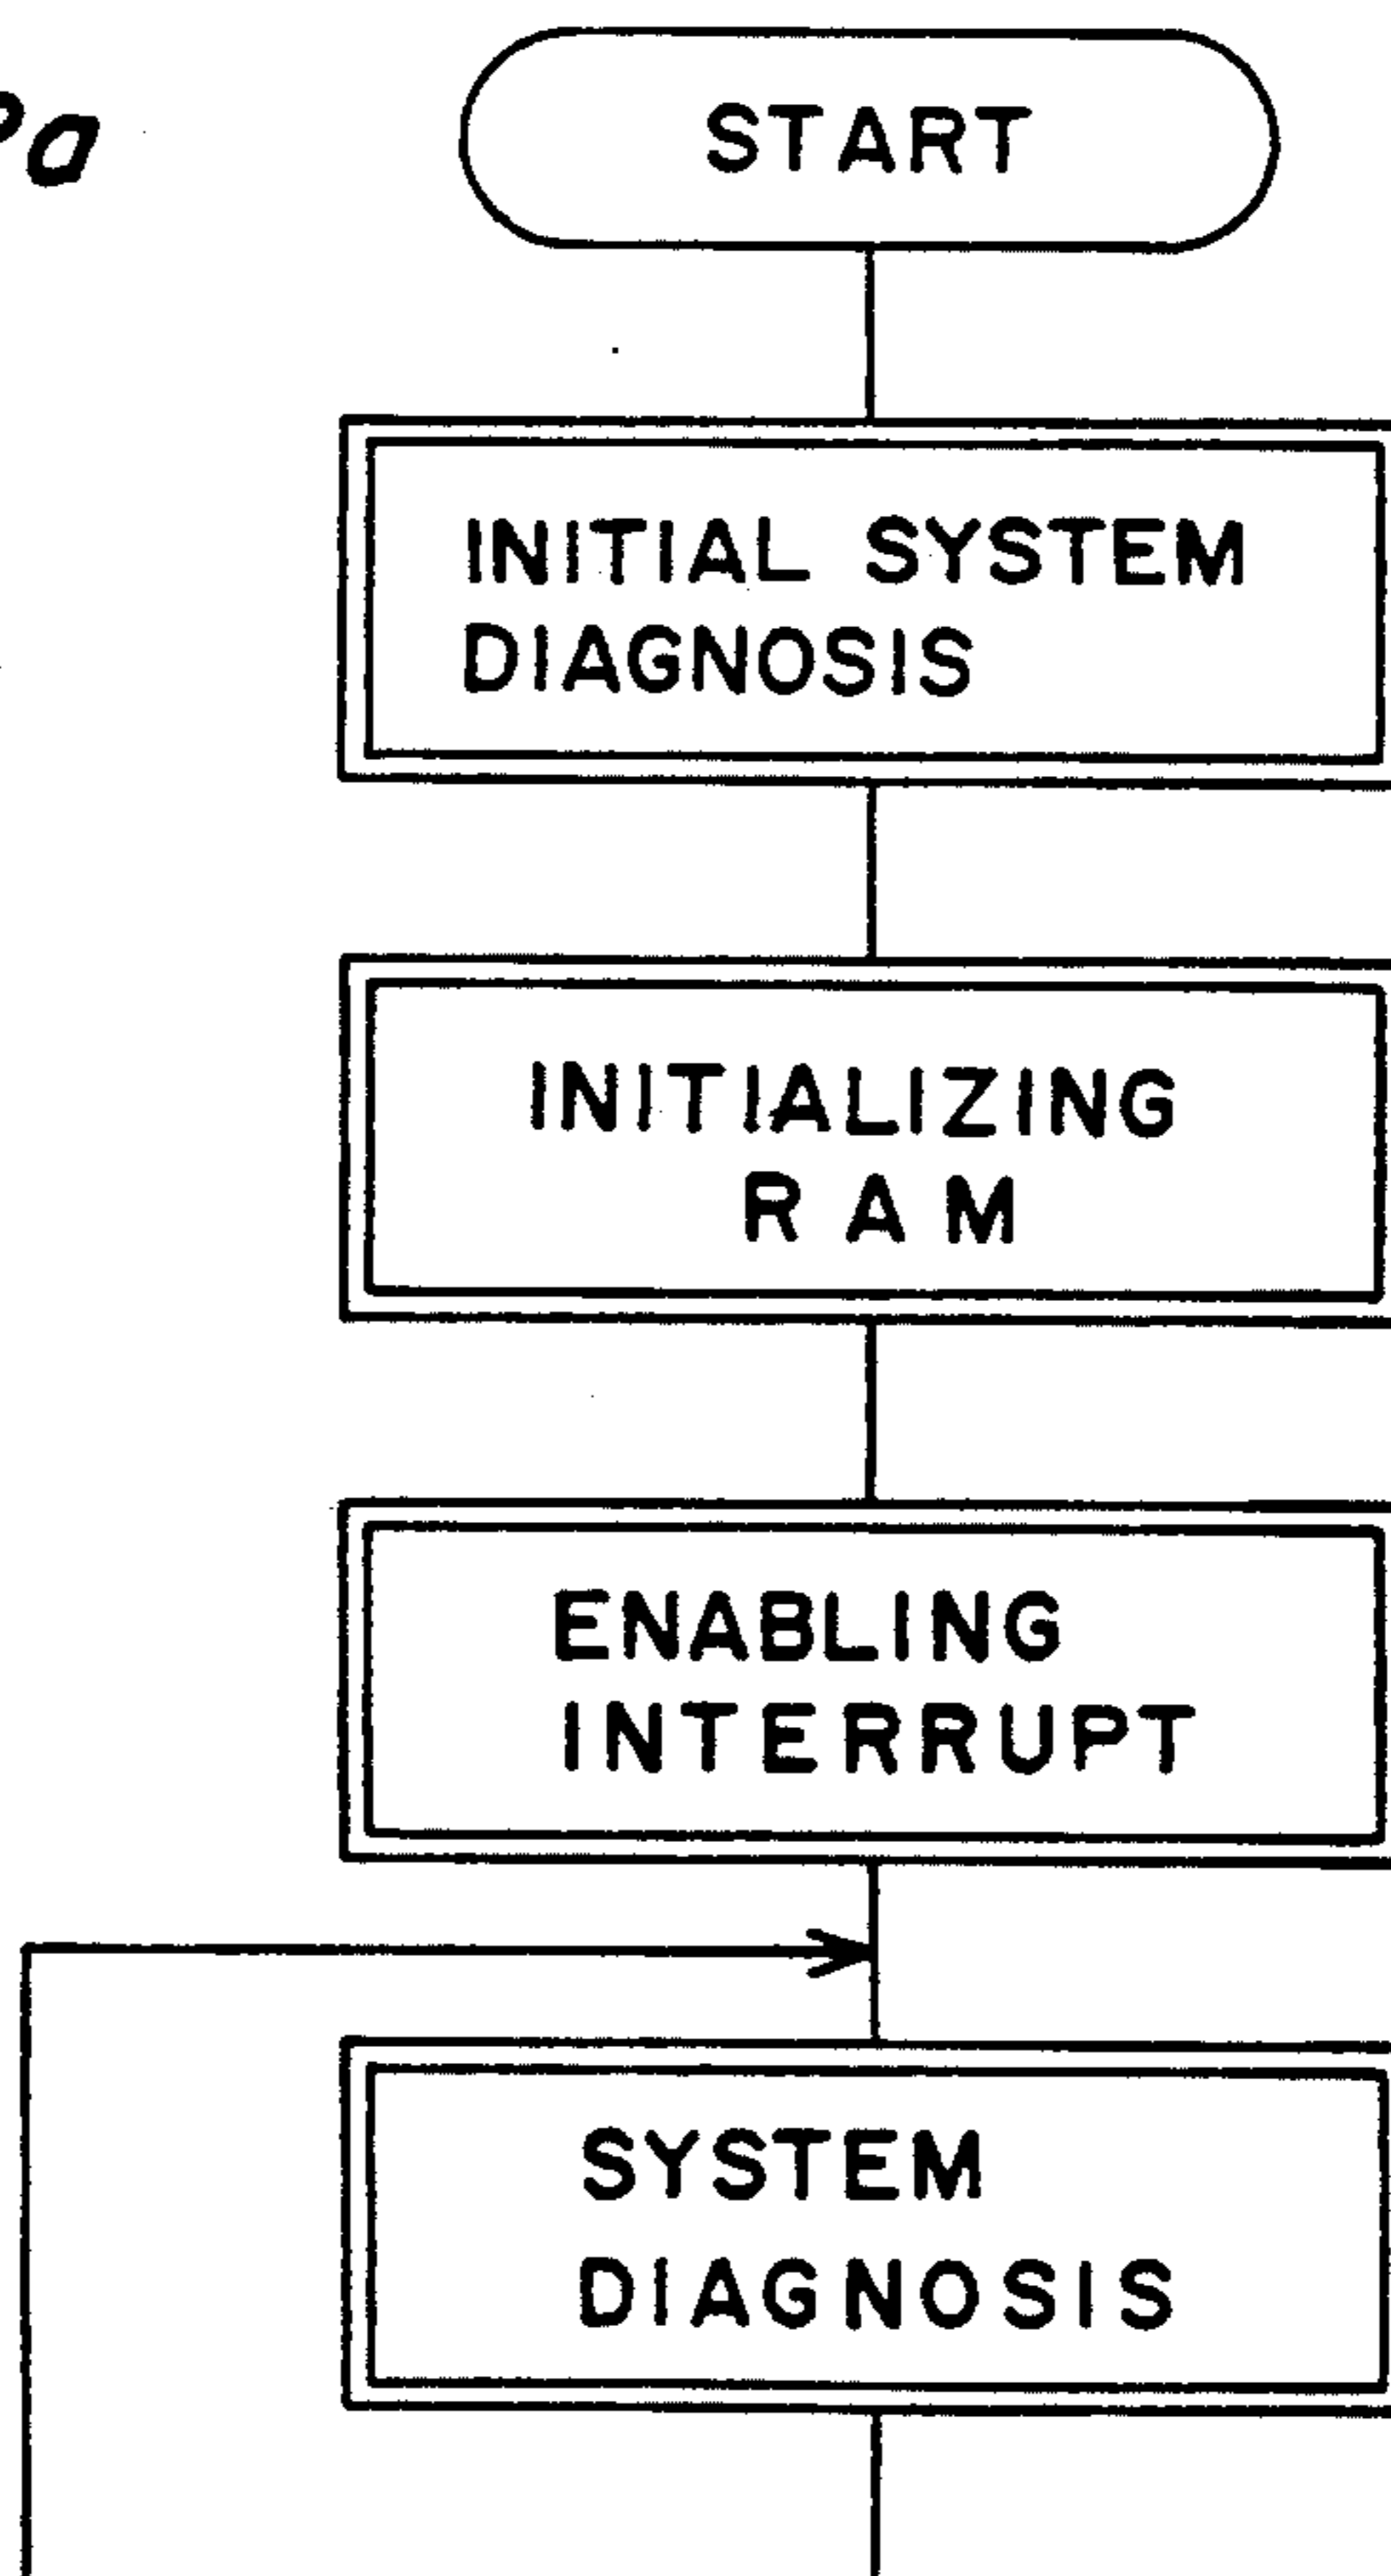 START
INITIAL SYSTEM
DIAGNOSIS
INITIALIZING
RAM
ENABLING
INTERRUPT
SYSTEM
DIAGNOSIS